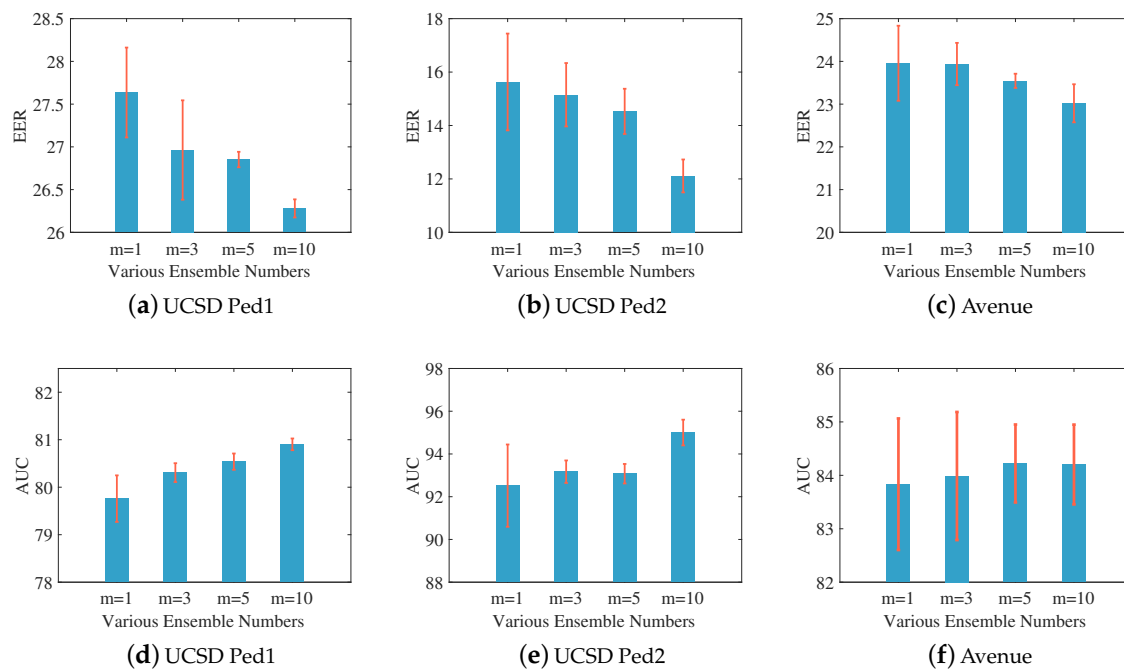 28.5
28
27.5
27
26.5
26
EER
m=1 m=3 m=5 m=10
Various Ensemble Numbers
(a) UCSD Ped1
18
16
14
12
10
EER
m=1 m=3 m=5 m=10
Various Ensemble Numbers
(b) UCSD Ped2
25
24
23
22
21
20
EER
m=1 m=3 m=5 m=10
Various Ensemble Numbers
(c) Avenue
82
81
80
79
78
AUC
m=1 m=3 m=5 m=10
Various Ensemble Numbers
(d) UCSD Ped1
98
96
94
92
90
88
AUC
m=1 m=3 m=5 m=10
Various Ensemble Numbers
(e) UCSD Ped2
86
85
84
83
82
AUC
m=1 m=3 m=5 m=10
Various Ensemble Numbers
(f) Avenue